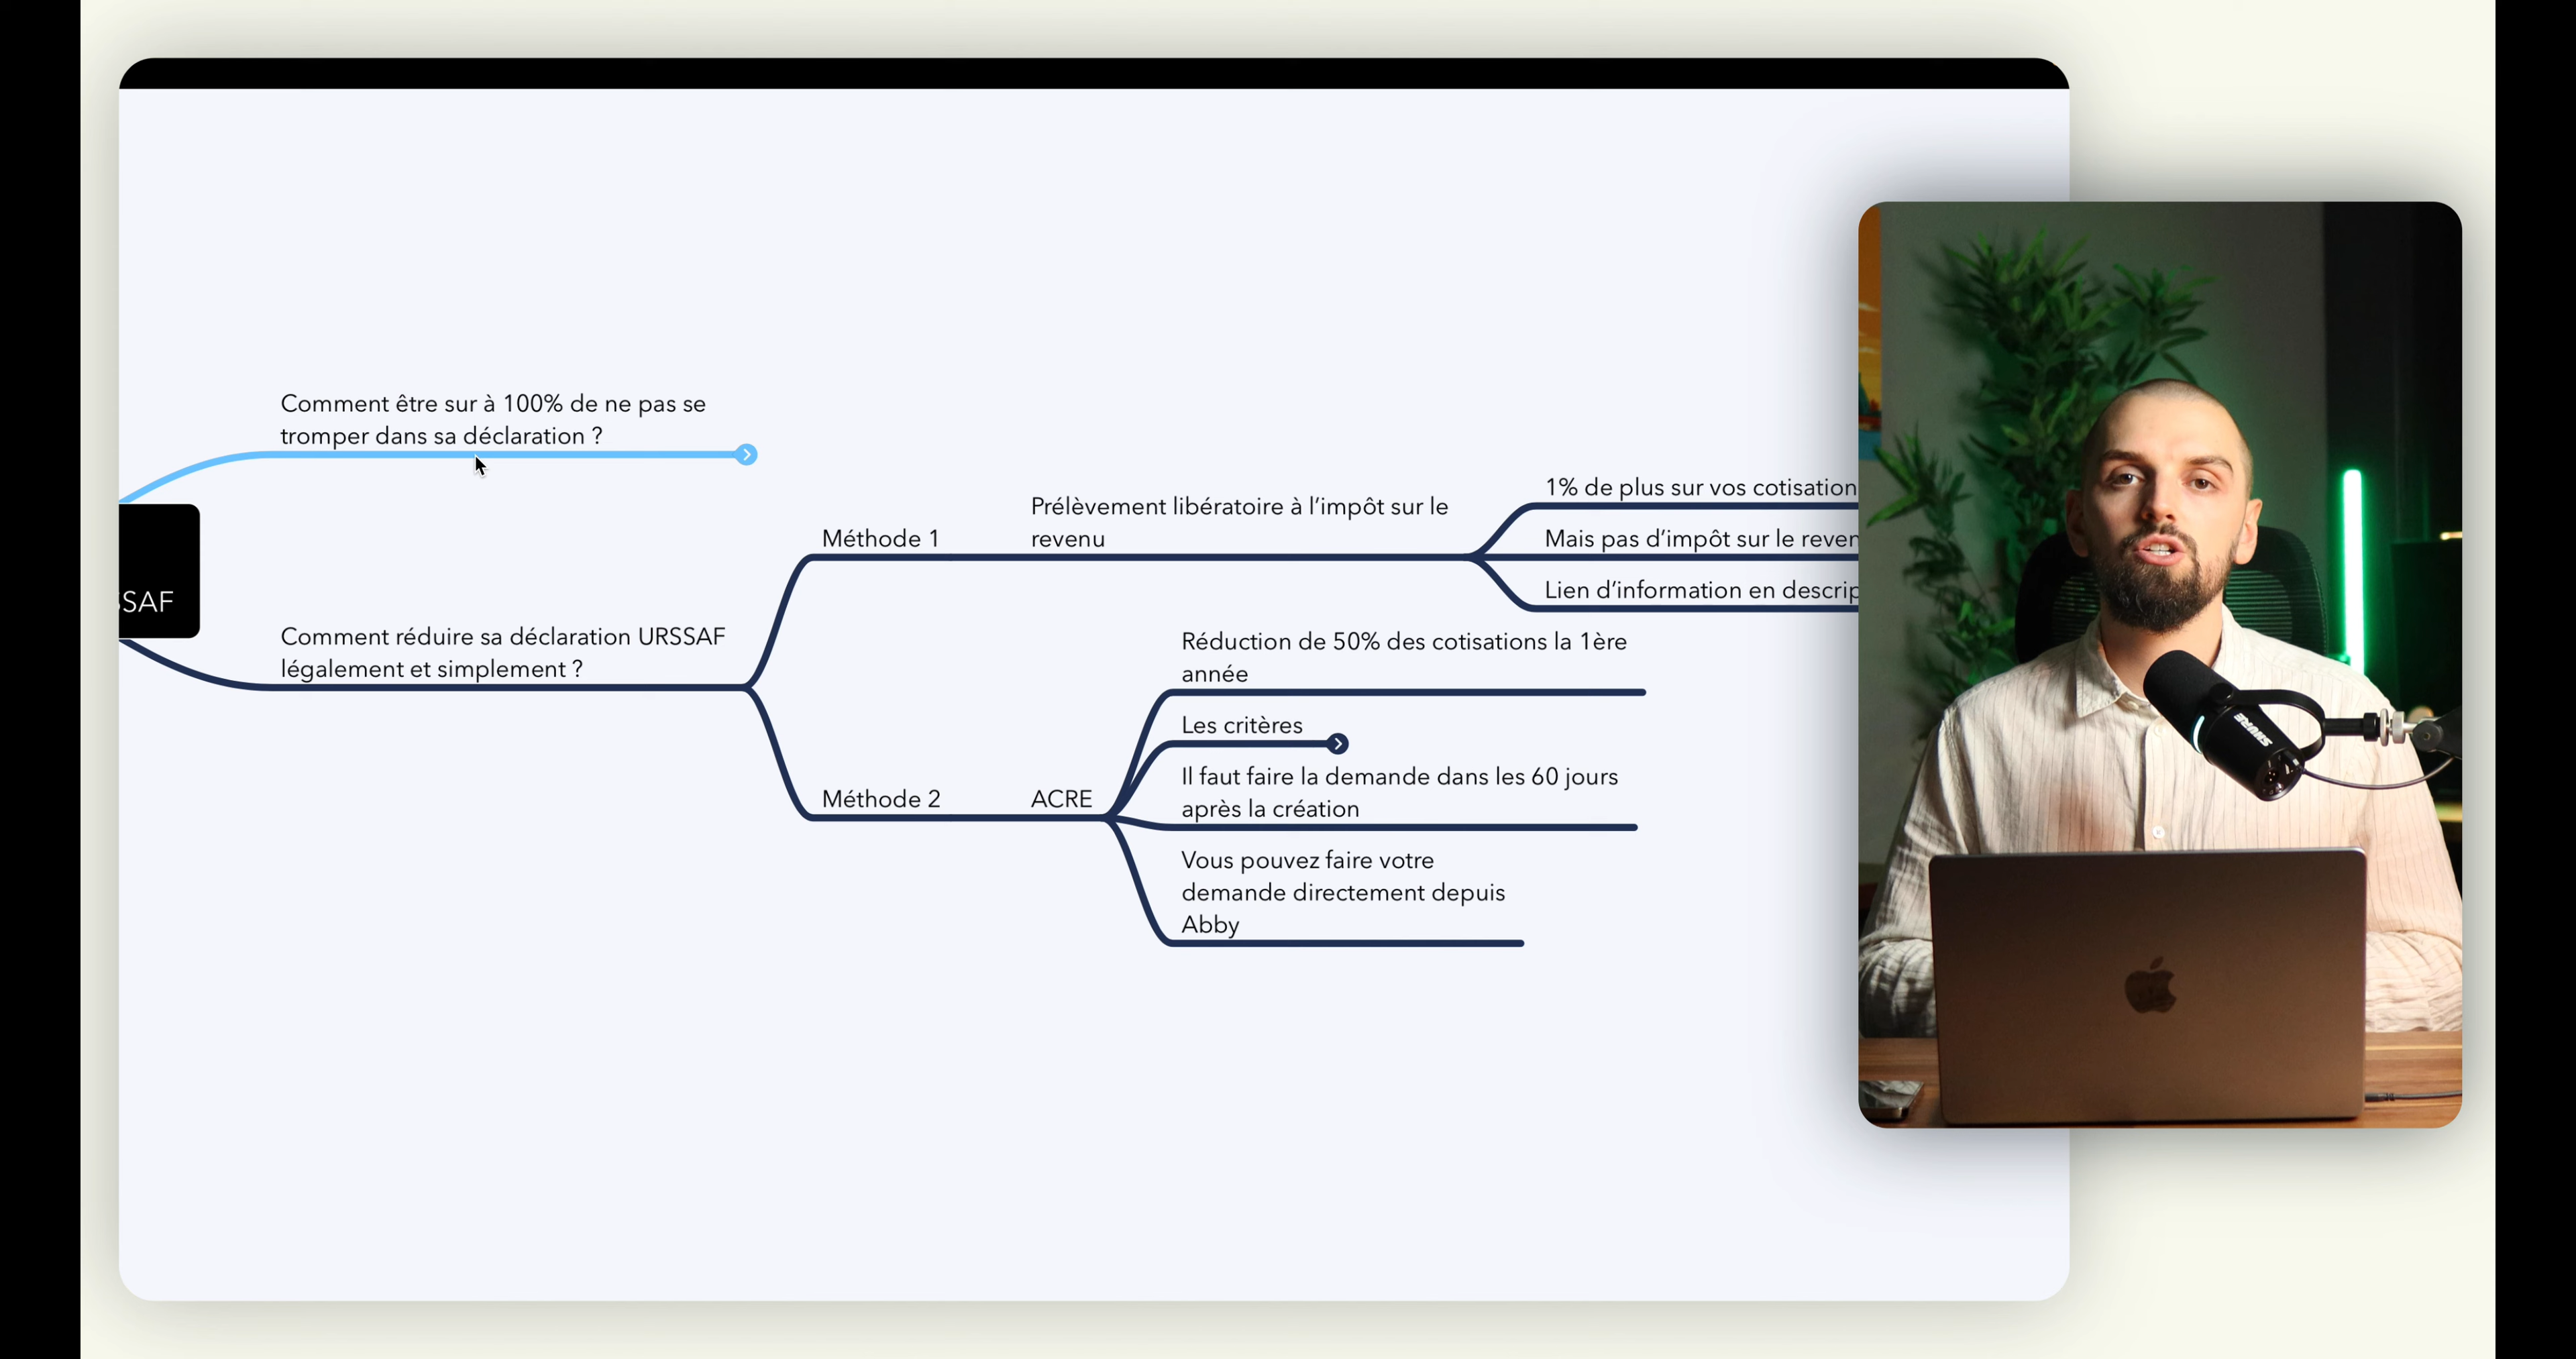 Comment être sur à 100% de ne pas se
tromper dans sa déclaration ?
SSAF
Comment réduire sa déclaration URSSAF
légalement et simplement ?
Méthode 1
Prélèvement libératoire à l’impôt sur le
revenu
1% de plus sur vos cotisation
Mais pas d’impôt sur le reven
Lien d’information en descrip
Méthode 2
ACRE
Réduction de 50% des cotisations la 1ère
année
Les critères
Il faut faire la demande dans les 60 jours
après la création
Vous pouvez faire votre
demande directement depuis
Abby
SHURE